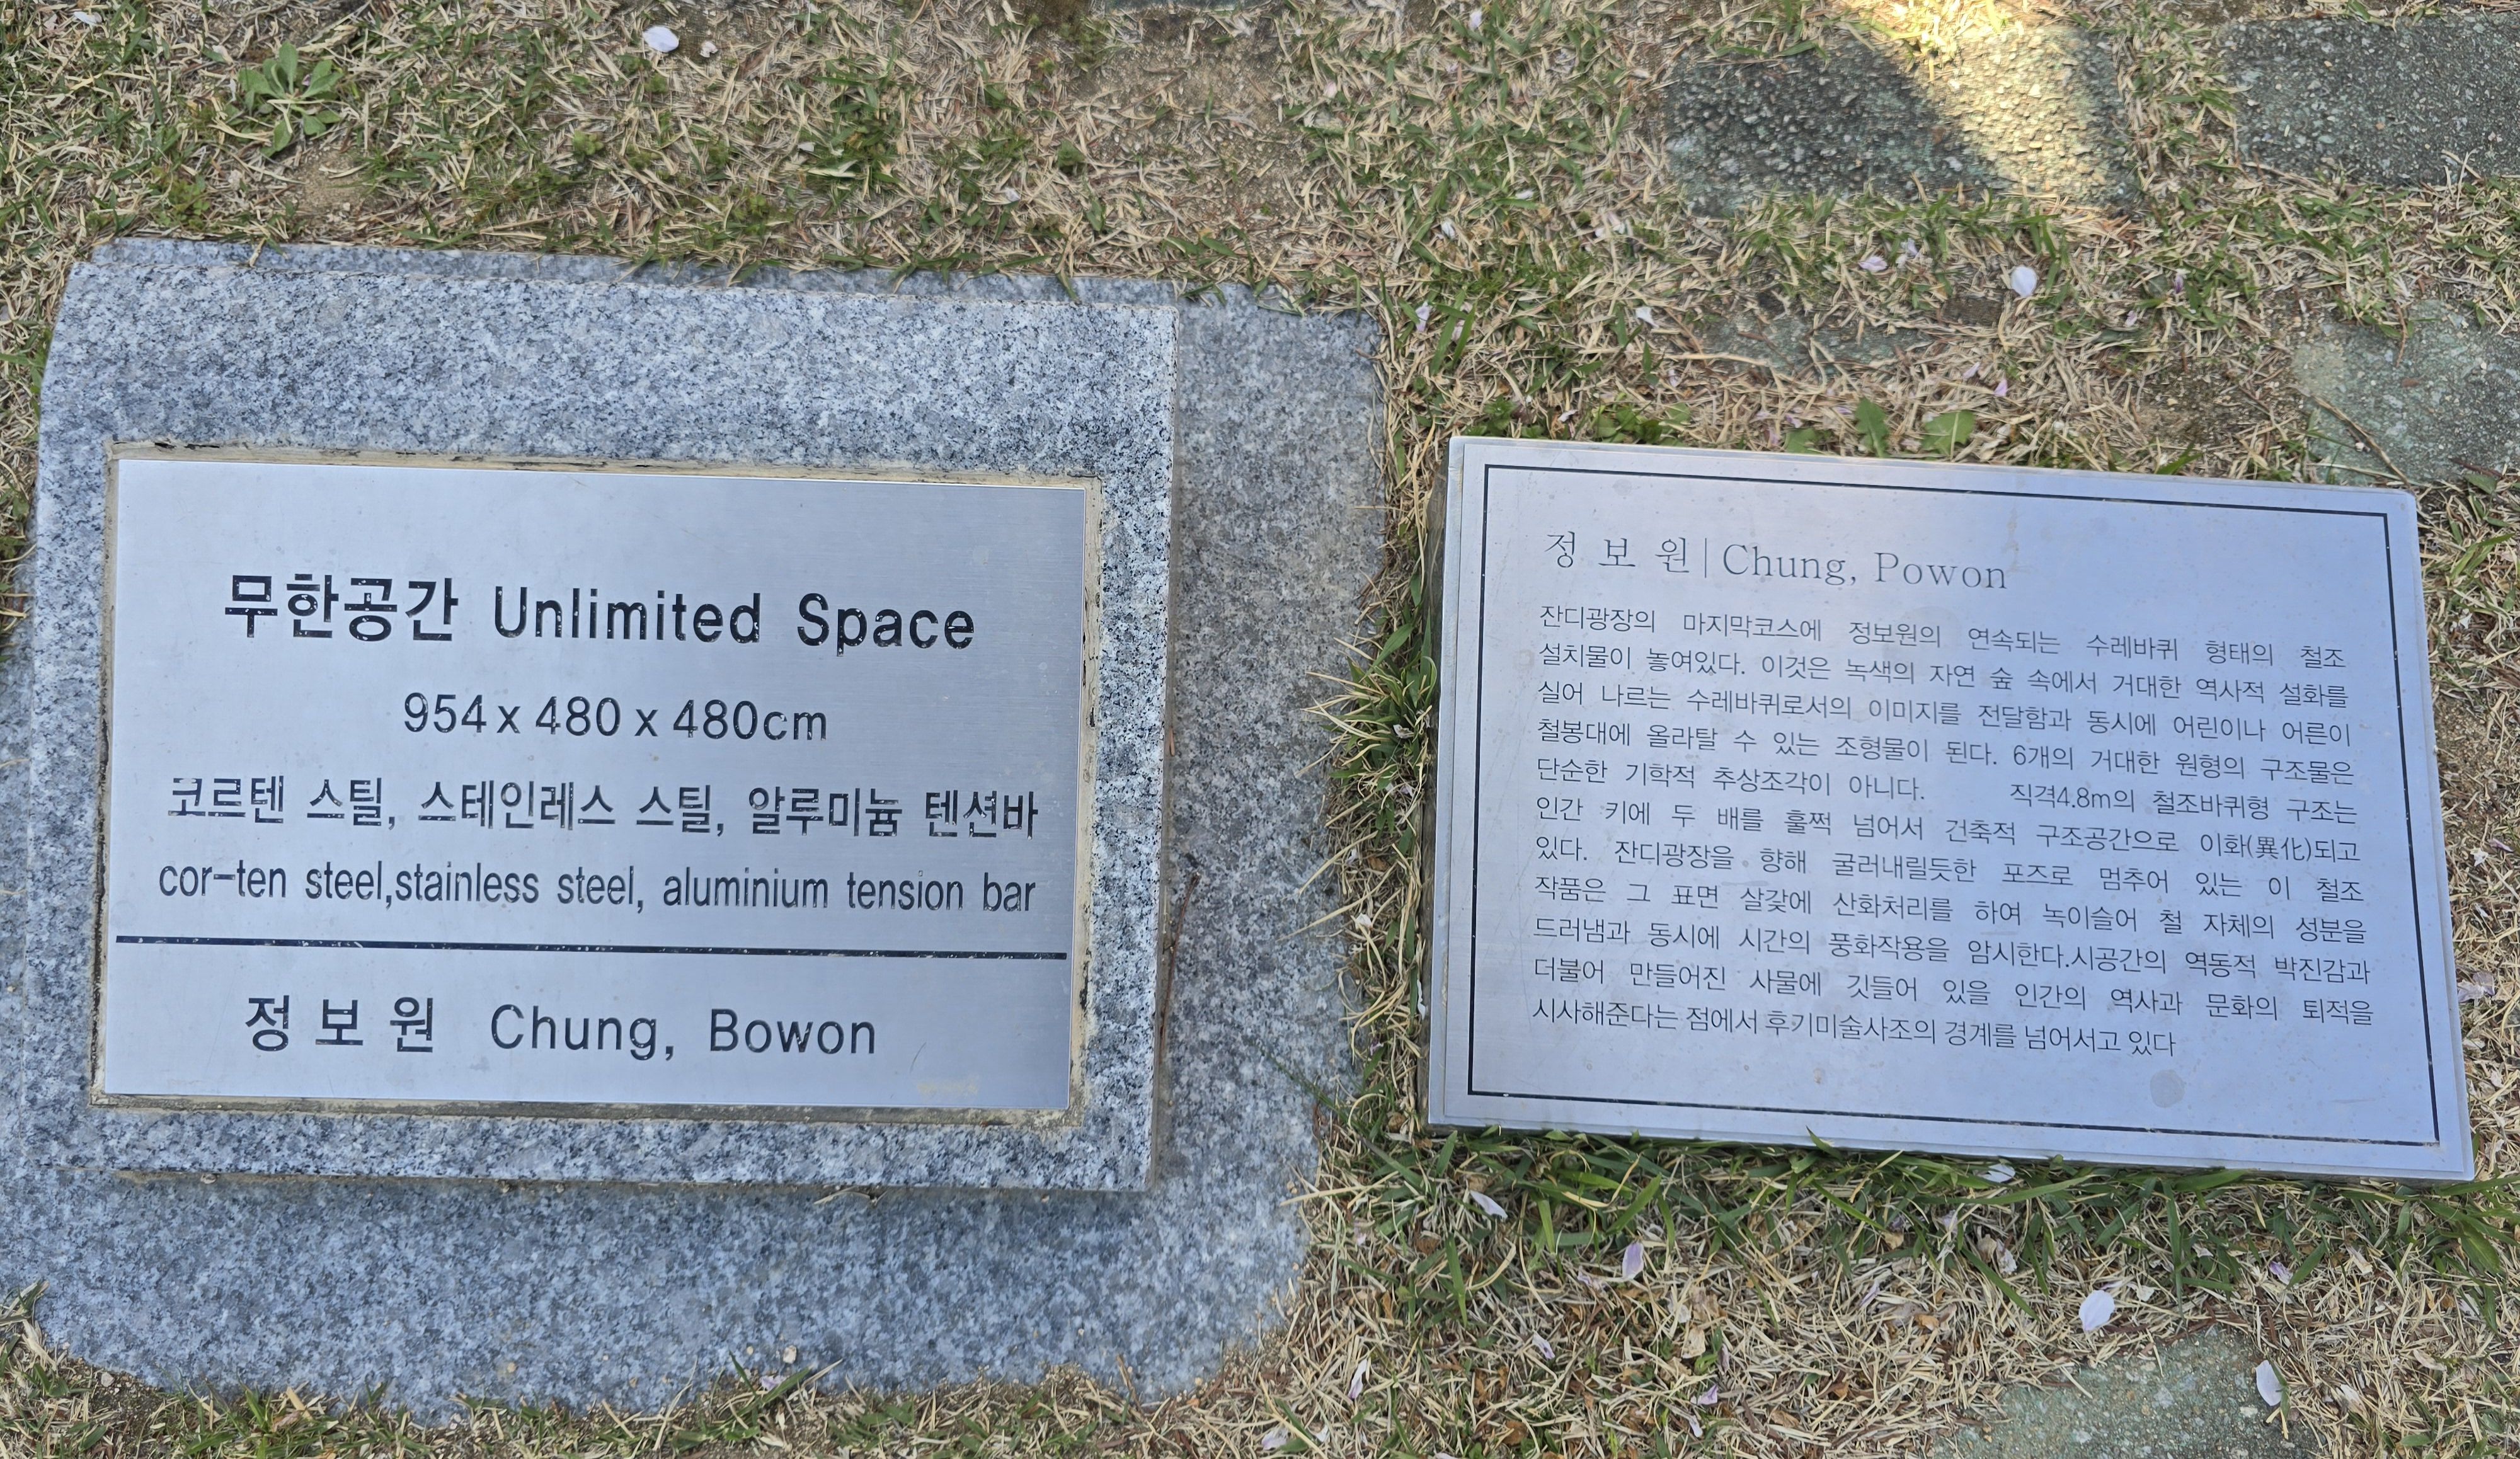 무한공간 Unlimited Space
954 x 480 x 480cm
코르텐 스틸, 스테인레스 스틸, 알루미늄 텐션바
cor-ten steel,stainless steel, aluminium tension bar
정 보 원 Chung, Bowon
정 보 원 | Chung, Powon
잔디광장의 마지막코스에 정보원의 연속되는 수레바퀴 형태의 철조
설치물이 놓여있다. 이것은 녹색의 자연 숲 속에서 거대한 역사적 설화를
실어 나르는 수레바퀴로서의 이미지를 전달함과 동시에 어린이나 어른이
철봉대에 올라탈 수 있는 조형물이 된다. 6개의 거대한 원형의 구조물은
단순한 기학적 추상조각이 아니다. 직격4.8m의 철조바퀴형 구조는
인간 키에 두 배를 훌쩍 넘어서 건축적 구조공간으로 이화(異化)되고
있다. 잔디광장을 향해 굴러내릴듯한 포즈로 멈추어 있는 이 철조
작품은 그 표면 살갗에 산화처리를 하여 녹이슬어 철 자체의 성분을
드러냄과 동시에 시간의 풍화작용을 암시한다.시공간의 역동적 박진감과
더불어 만들어진 사물에 깃들어 있을 인간의 역사과 문화의 퇴적을
시사해준다는 점에서 후기미술사조의 경계를 넘어서고 있다